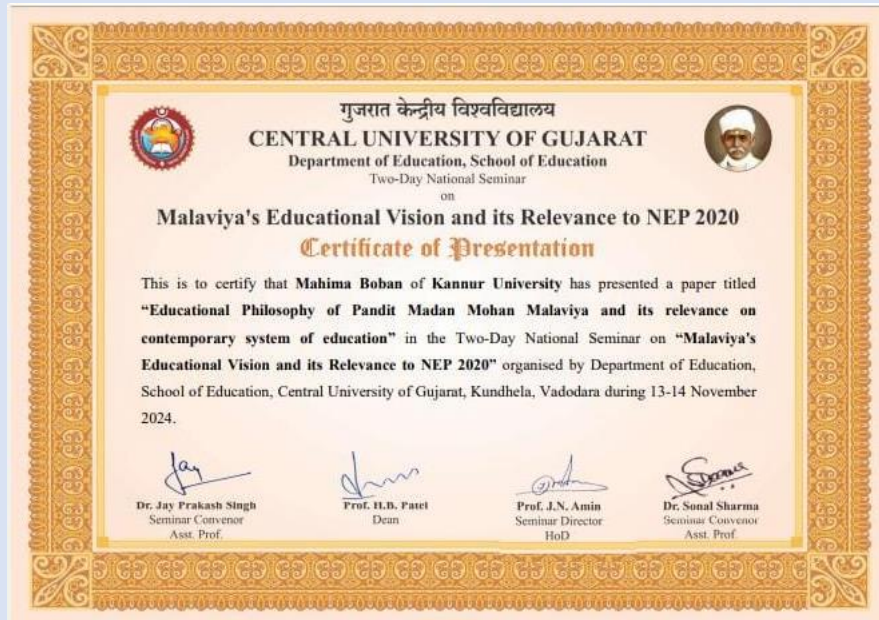 गुजरात केन्द्रीय विश्वविद्यालय
CENTRAL UNIVERSITY OF GUJARAT
Department of Education, School of Education
Two-Day National Seminar
on
Malaviya's Educational Vision and its Relevance to NEP 2020
Certificate of Presentation
This is to certify that Mahima Boban of Kannur University has presented a paper titled
“Educational Philosophy of Pandit Madan Mohan Malaviya and its relevance on
contemporary system of education” in the Two-Day National Seminar on “Malaviya's
Educational Vision and its Relevance to NEP 2020” organised by Department of Education,
School of Education, Central University of Gujarat, Kundhela, Vadodara during 13-14 November
2024.
Jay
Dr. Jay Prakash Singh
Seminar Convenor
Asst. Prof.
Prof. H.B. Patel
Dean
Prof. J.N. Amin
Seminar Director
HoD
Dr. Sonal Sharma
Seminar Convenor
Asst. Prof.